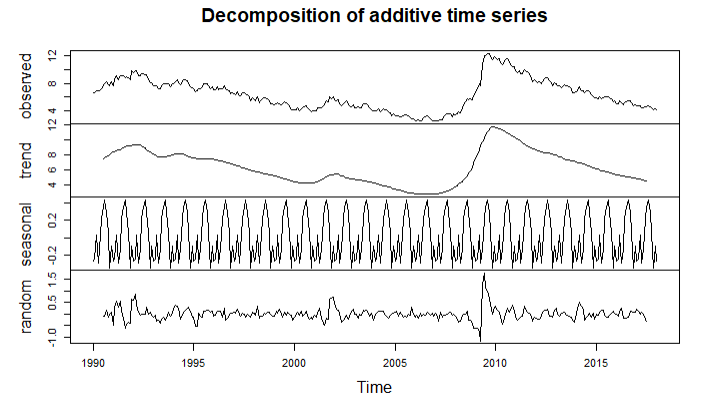 Decomposition of additive time series
observed
12
8
4
trend
12
8
6
4
seasonal
0.2
-0.2
random
1.5
0.5
-1.0
1990 1995 2000 2005 2010 2015
Time